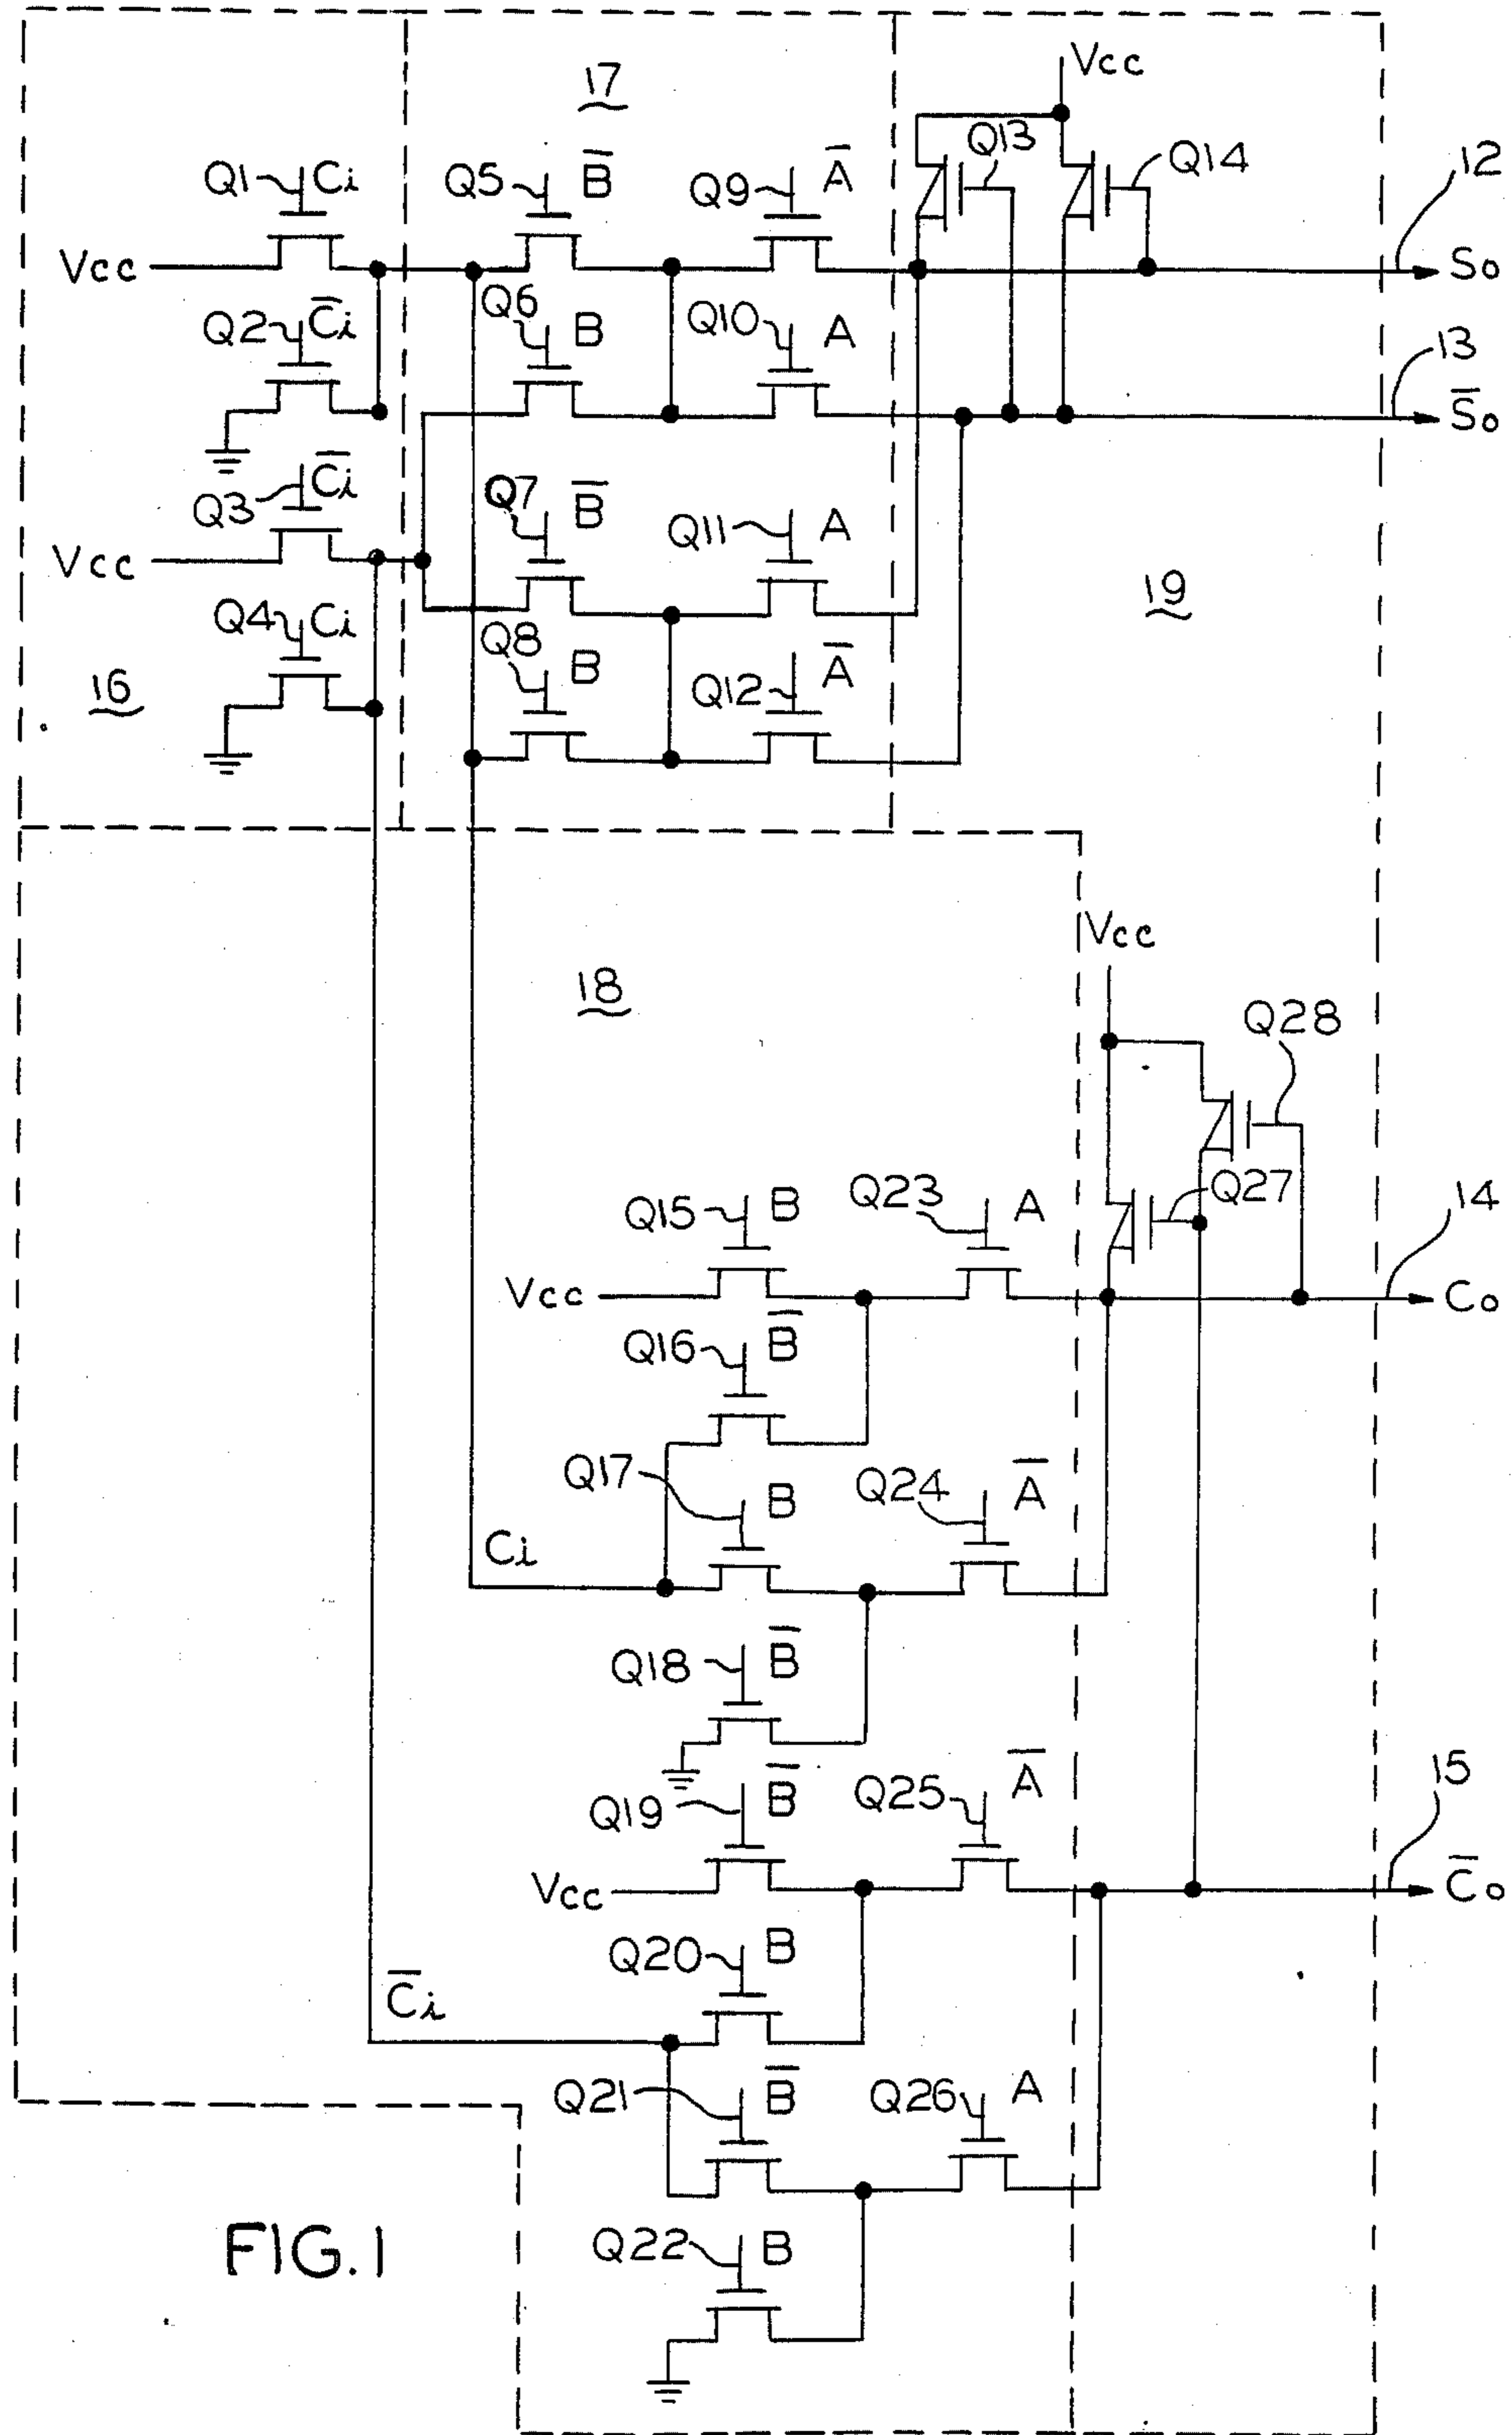 Vcc
17
Q1 Ci
Q5 B̅
Q9 A̅
Q13
Q14
12
Vcc
So
Q2 C̅i
Q6 B
Q10 A
13
S̅o
Q3 C̅i
Q7 B̅
Q11 A
Vcc
19
Q4 Ci
Q8 B
Q12 A̅
16
Vcc
18
Q28
Q15 B
Q23 A
Q27
14
Vcc
Co
Q16 B̅
Q17 B
Q24 A̅
Ci
Q18 B̅
Q19 B̅
Q25 A̅
15
Vcc
C̅o
Q20 B
C̅i
Q21 B̅
Q26 A
Q22 B
FIG.1